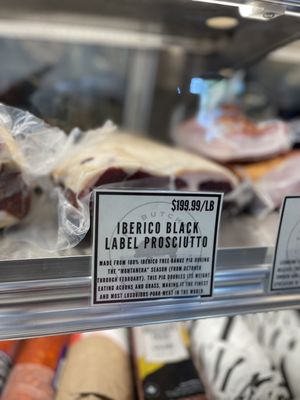 $199.99/LB
BUTCH
IBERICO BLACK
LABEL PROSCIUTTO
MADE FROM 100% IBERICO FREE RANGE PIG DURING
THE "MONTANERA" SEASON (FROM OCTOBER
THROUGH FEBRUARY). THIS PIG DOUBLES ITS WEIGHT
EATING ACORNS AND GRASS, MAKING THE FINEST
AND MOST LUXURIOUS PORK MEAT IN THE WORLD